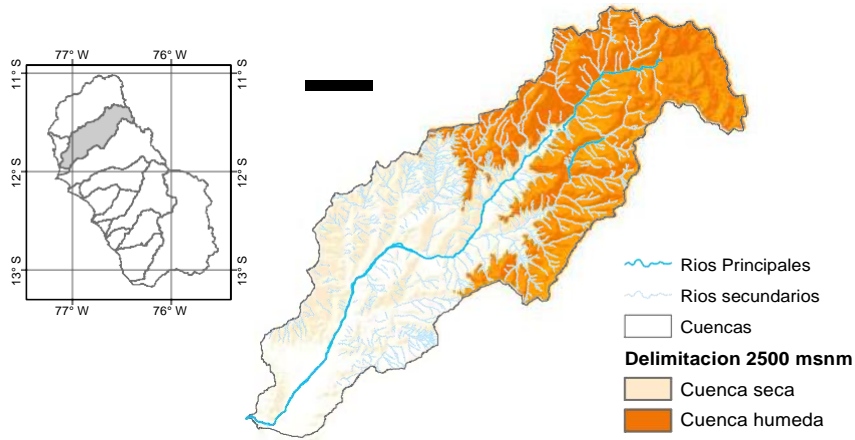 77° W
76° W
11° S
11° S
12° S
12° S
13° S
13° S
77° W
76° W
Rios Principales
Rios secundarios
Cuencas
Delimitacion 2500 msnm
Cuenca seca
Cuenca humeda